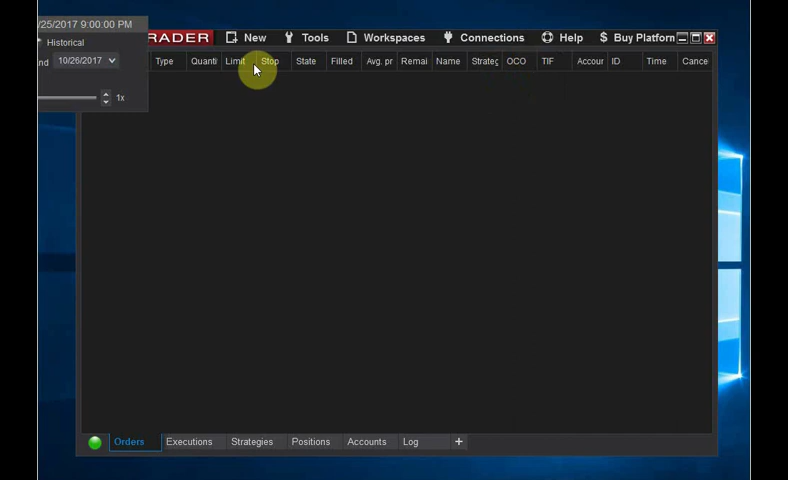 /25/2017 9:00:00 PM
Historical
nd 10/26/2017
1x
RADER New Tools Workspaces Connections Help $ Buy Platforn
Type Quanti Limit Stop State Filled Avg. pr Remai Name Strateg OCO TIF Accour ID Time Cance
Orders Executions Strategies Positions Accounts Log +